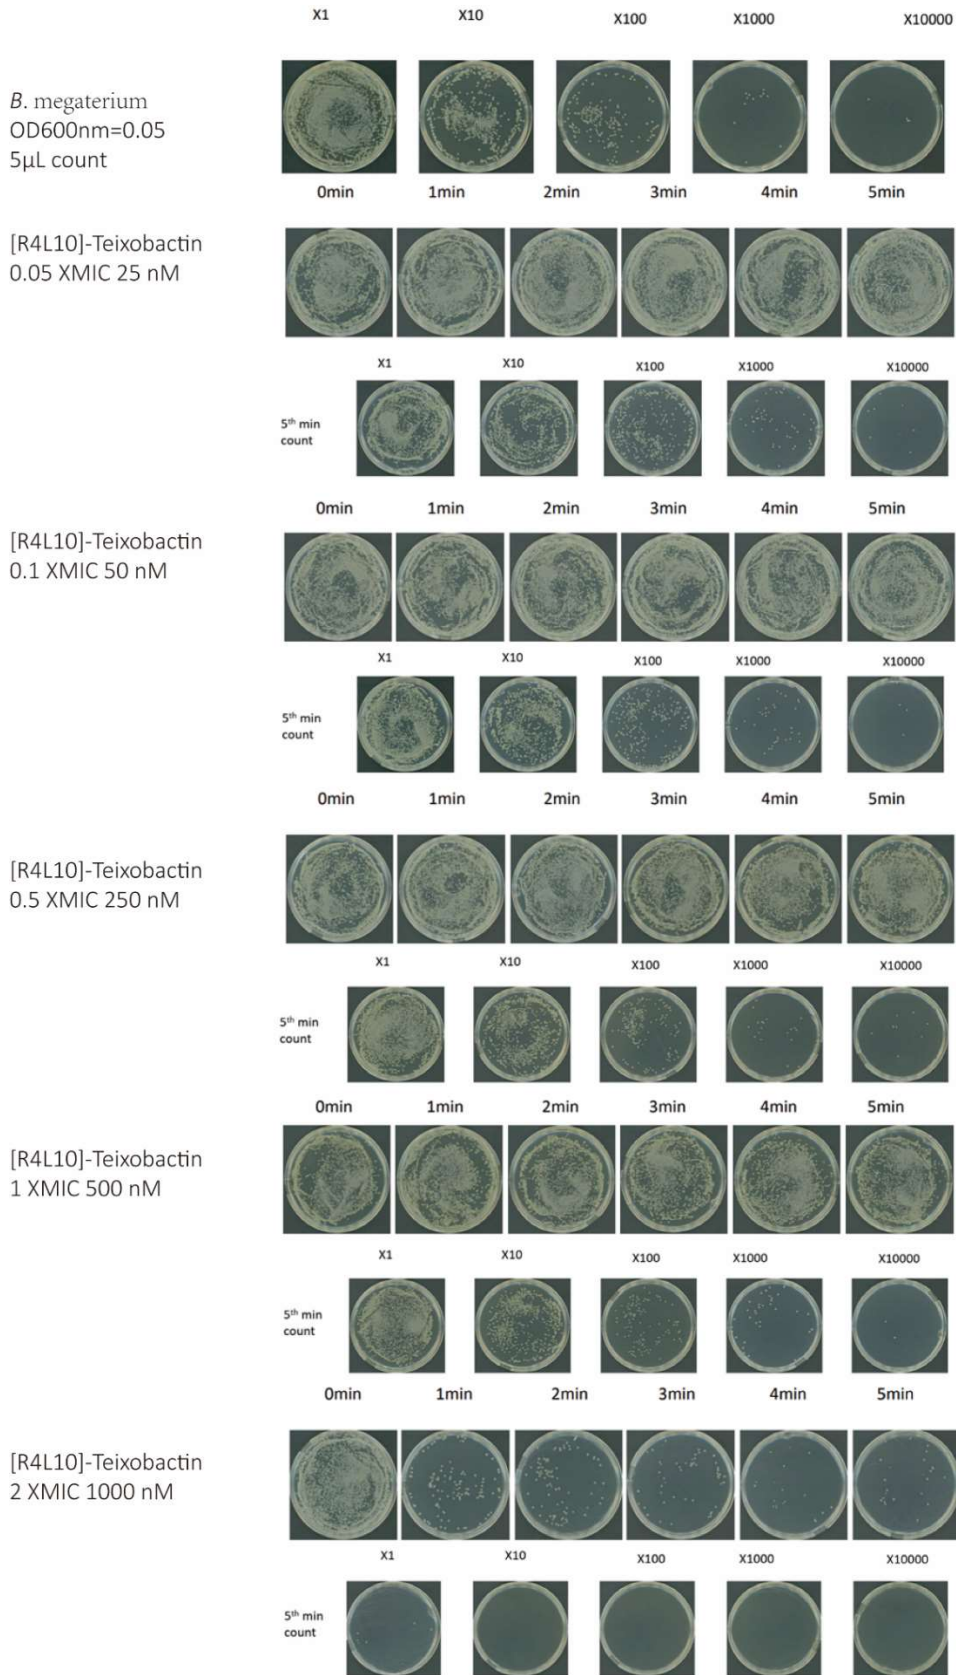 X1 X10 X100 X1000 X10000
B. megaterium
OD600nm=0.05
5µL count
0min 1min 2min 3min 4min 5min
[R4L10]-Teixobactin
0.05 XMIC 25 nM
X1 X10 X100 X1000 X10000
5th min
count
0min 1min 2min 3min 4min 5min
[R4L10]-Teixobactin
0.1 XMIC 50 nM
X1 X10 X100 X1000 X10000
5th min
count
0min 1min 2min 3min 4min 5min
[R4L10]-Teixobactin
0.5 XMIC 250 nM
X1 X10 X100 X1000 X10000
5th min
count
0min 1min 2min 3min 4min 5min
[R4L10]-Teixobactin
1 XMIC 500 nM
X1 X10 X100 X1000 X10000
5th min
count
0min 1min 2min 3min 4min 5min
[R4L10]-Teixobactin
2 XMIC 1000 nM
X1 X10 X100 X1000 X10000
5th min
count